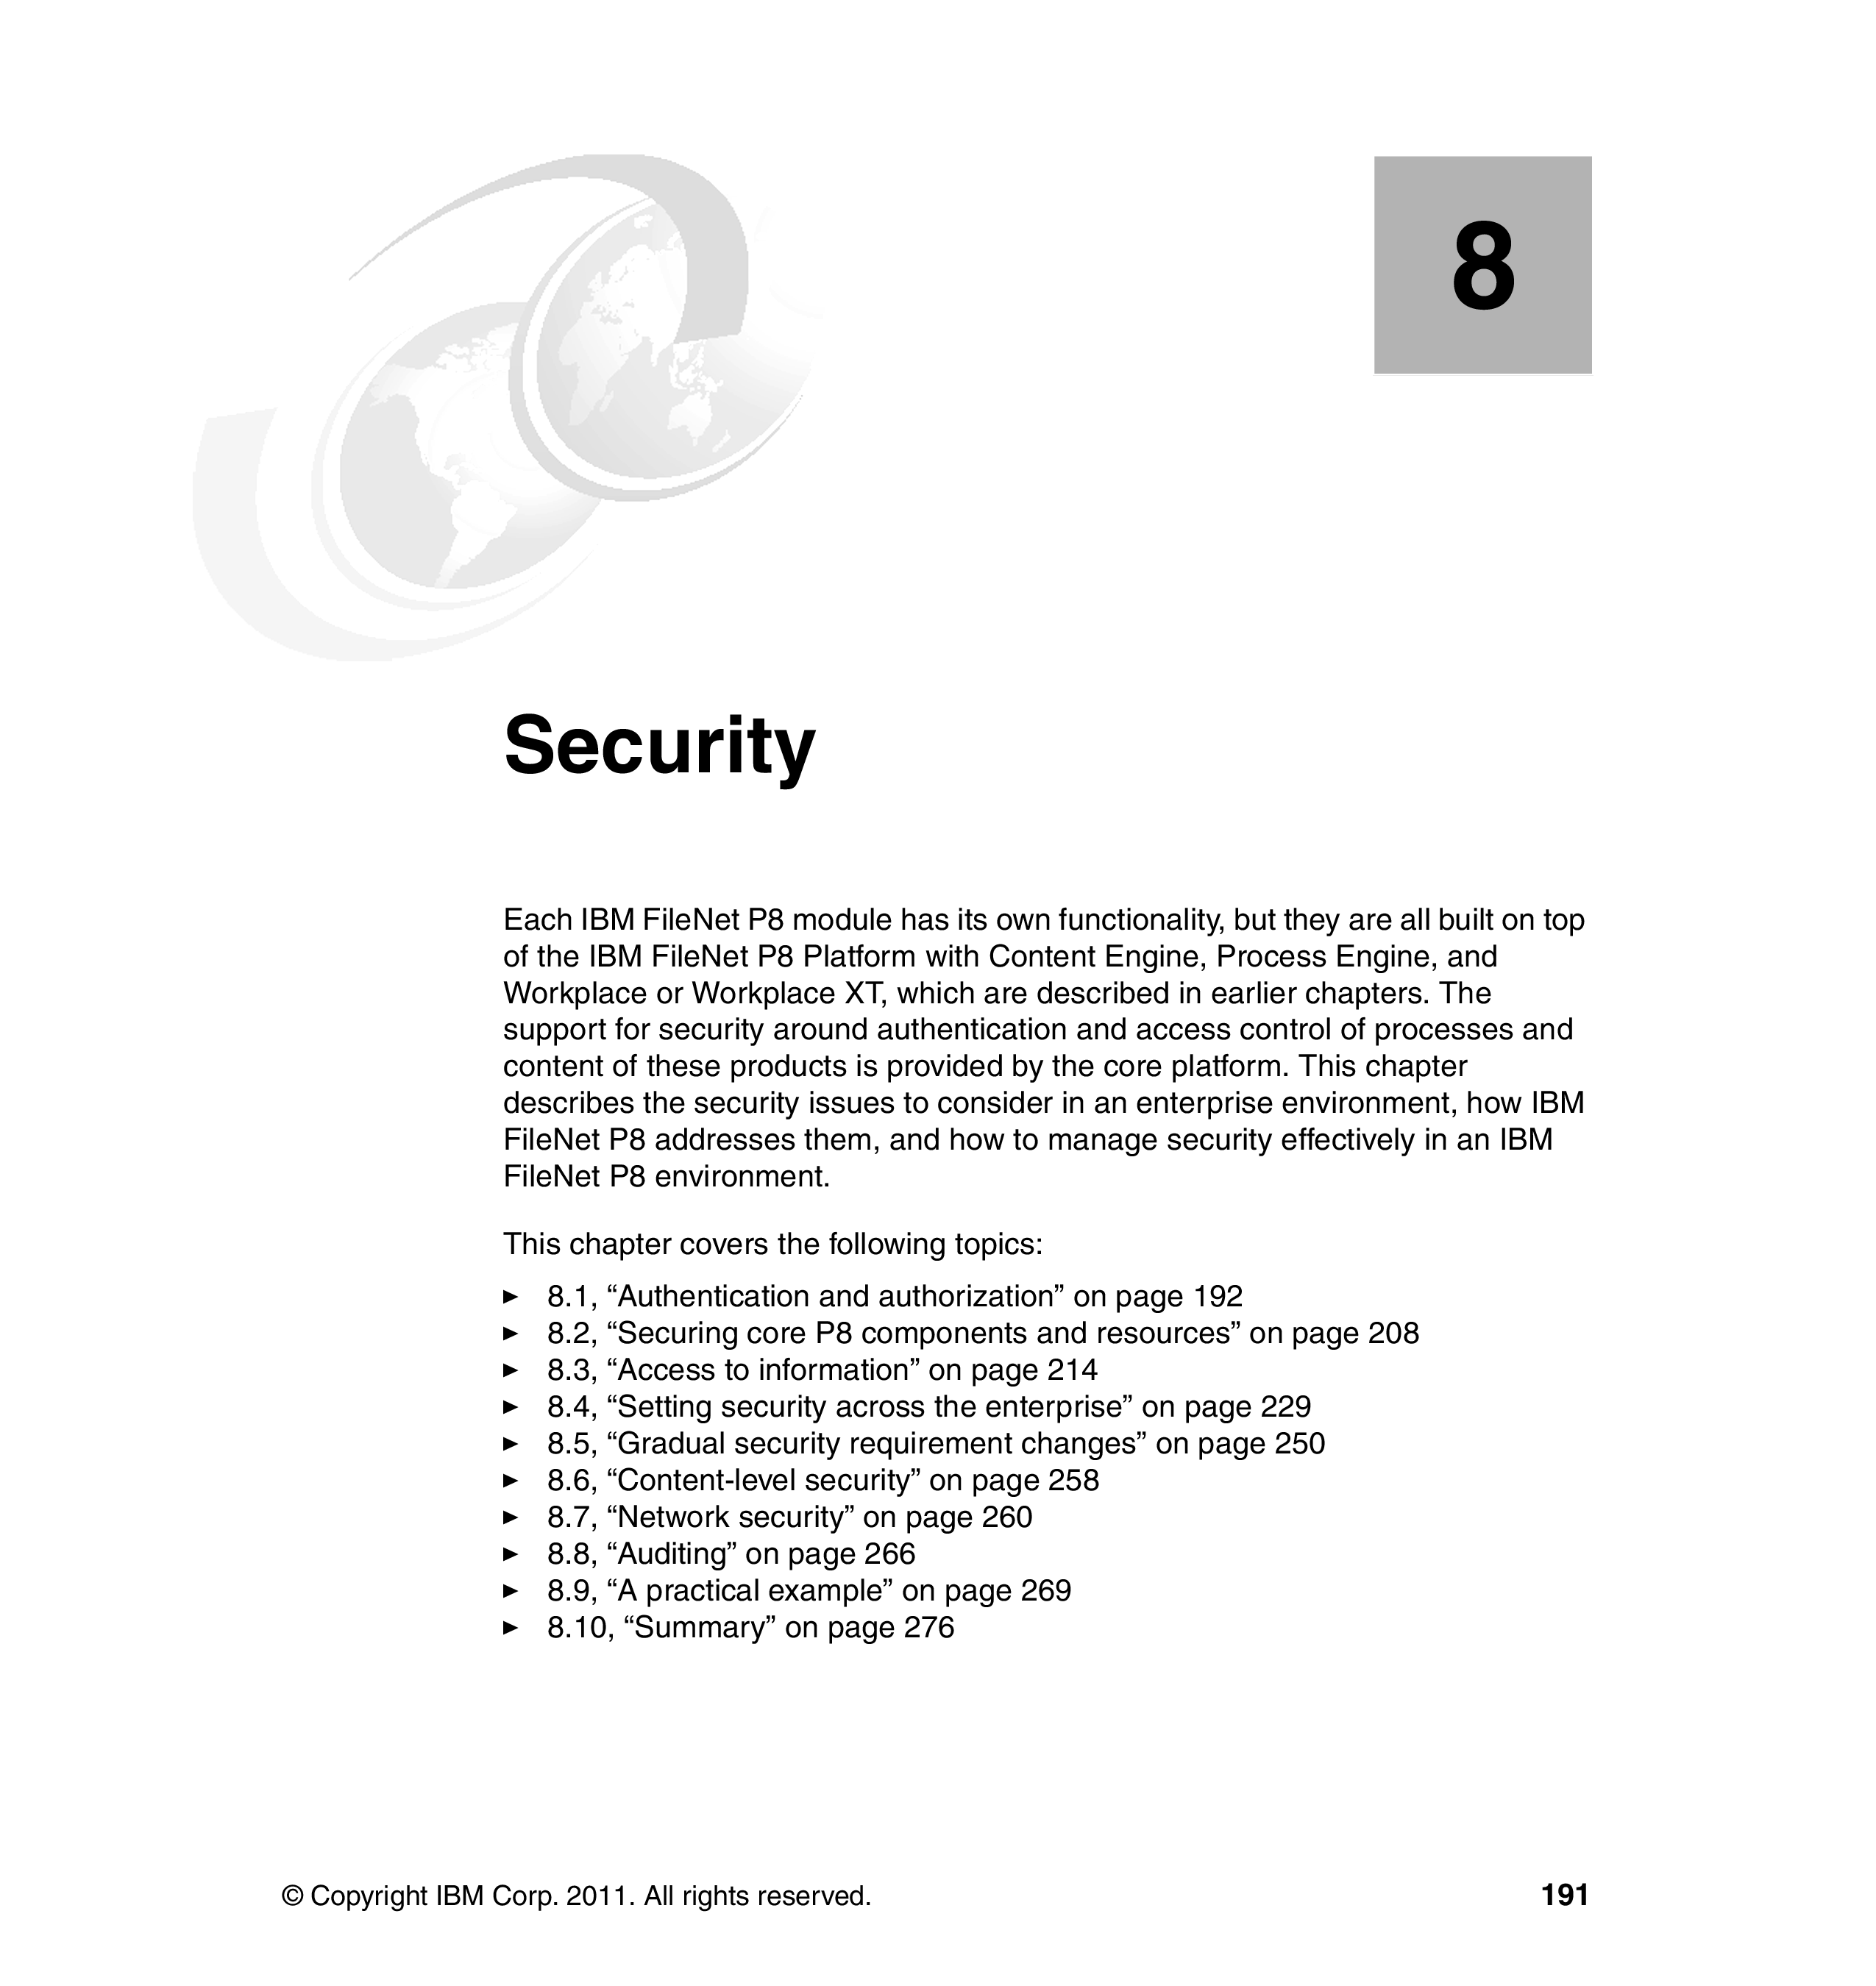 8
Security
Each IBM FileNet P8 module has its own functionality, but they are all built on top
of the IBM FileNet P8 Platform with Content Engine, Process Engine, and
Workplace or Workplace XT, which are described in earlier chapters. The
support for security around authentication and access control of processes and
content of these products is provided by the core platform. This chapter
describes the security issues to consider in an enterprise environment, how IBM
FileNet P8 addresses them, and how to manage security effectively in an IBM
FileNet P8 environment.
This chapter covers the following topics:
► 8.1, “Authentication and authorization” on page 192
► 8.2, “Securing core P8 components and resources” on page 208
► 8.3, “Access to information” on page 214
► 8.4, “Setting security across the enterprise” on page 229
► 8.5, “Gradual security requirement changes” on page 250
► 8.6, “Content-level security” on page 258
► 8.7, “Network security” on page 260
► 8.8, “Auditing” on page 266
► 8.9, “A practical example” on page 269
► 8.10, “Summary” on page 276
© Copyright IBM Corp. 2011. All rights reserved. 191